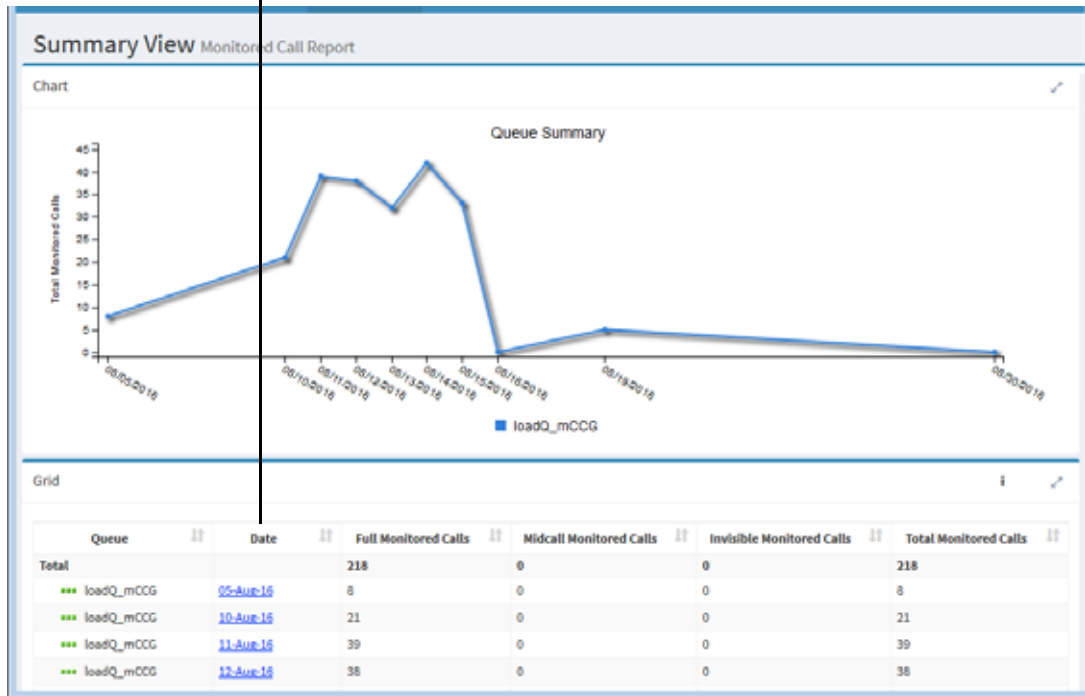 Summary View Monitored Call Report
Chart
Queue Summary
Total Monitored Calls
45
40
35
30
25
20
15
10
5
0
08/05/2016
08/10/2016
08/11/2016
08/12/2016
08/13/2016
08/14/2016
08/15/2016
08/16/2016
08/19/2016
08/30/2016
loadQ_mCCG
Grid
Queue Date Full Monitored Calls Midcall Monitored Calls Invisible Monitored Calls Total Monitored Calls
Total 218 0 0 218
loadQ_mCCG 05-Aug-16 8 0 0 8
loadQ_mCCG 10-Aug-16 21 0 0 21
loadQ_mCCG 11-Aug-16 39 0 0 39
loadQ_mCCG 12-Aug-16 38 0 0 38